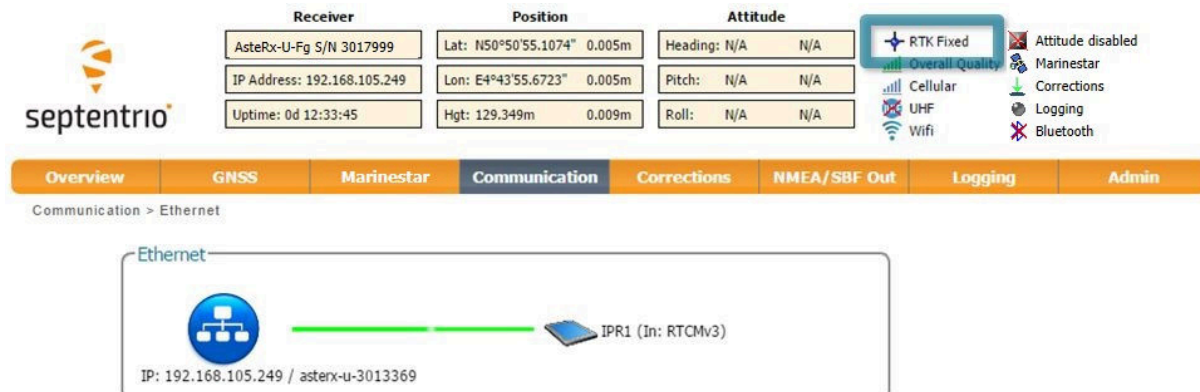 septentrio
Receiver
AsteRx-U-Fg S/N 3017999
IP Address: 192.168.105.249
Uptime: 0d 12:33:45
Position
Lat: N50°50'55.1074" 0.005m
Lon: E4°43'55.6723" 0.005m
Hgt: 129.349m 0.009m
Attitude
Heading: N/A N/A
Pitch: N/A N/A
Roll: N/A N/A
RTK Fixed
Overall Quality
Cellular
UHF
Wifi
Attitude disabled
Marinestar
Corrections
Logging
Bluetooth
Overview GNSS Marinestar Communication Corrections NMEA/SBF Out Logging Admin
Communication > Ethernet
Ethernet
IPR1 (In: RTCMv3)
IP: 192.168.105.249 / asterx-u-3013369